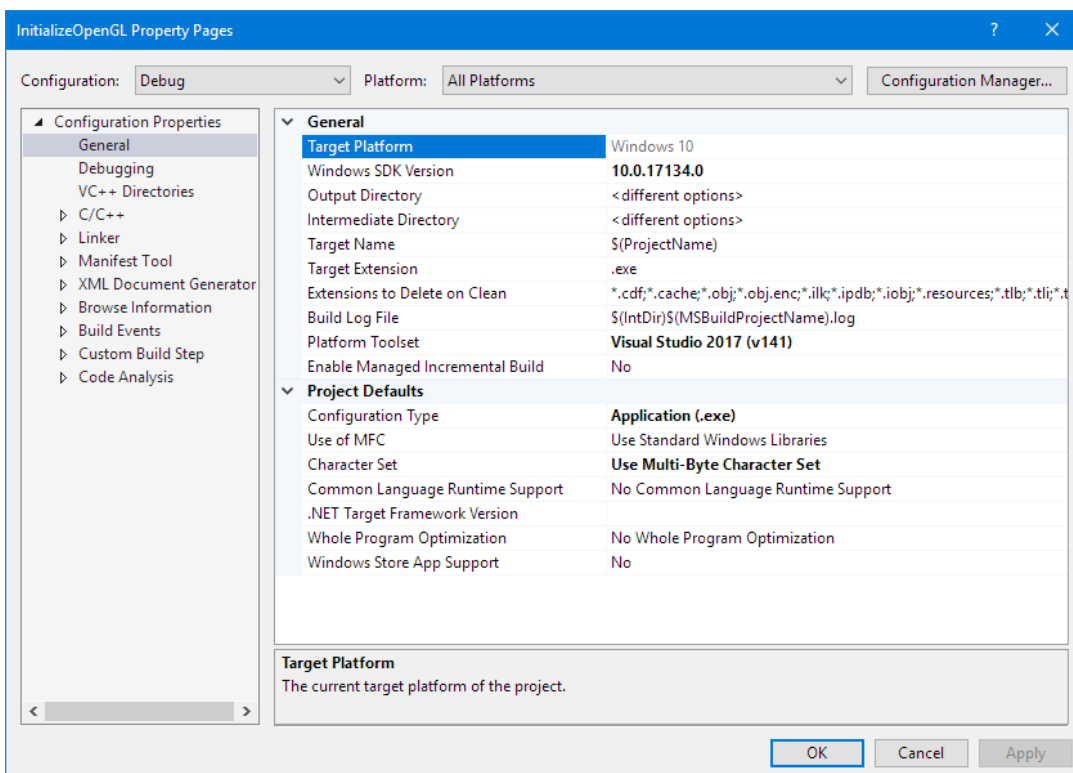 InitializeOpenGL Property Pages ?
Configuration: Debug Platform: All Platforms Configuration Manager...
Configuration Properties
General
Debugging
VC++ Directories
C/C++
Linker
Manifest Tool
XML Document Generator
Browse Information
Build Events
Custom Build Step
Code Analysis
General
Target Platform Windows 10
Windows SDK Version 10.0.17134.0
Output Directory <different options>
Intermediate Directory <different options>
Target Name $(ProjectName)
Target Extension .exe
Extensions to Delete on Clean *.cdf;*.cache;*.obj;*.obj.enc;*.ilk;*.ipdb;*.iobj;*.resources;*.tlb;*.tli;*.t
Build Log File $(IntDir)$(MSBuildProjectName).log
Platform Toolset Visual Studio 2017 (v141)
Enable Managed Incremental Build No
Project Defaults
Configuration Type Application (.exe)
Use of MFC Use Standard Windows Libraries
Character Set Use Multi-Byte Character Set
Common Language Runtime Support No Common Language Runtime Support
.NET Target Framework Version
Whole Program Optimization No Whole Program Optimization
Windows Store App Support No
Target Platform
The current target platform of the project.
OK Cancel Apply